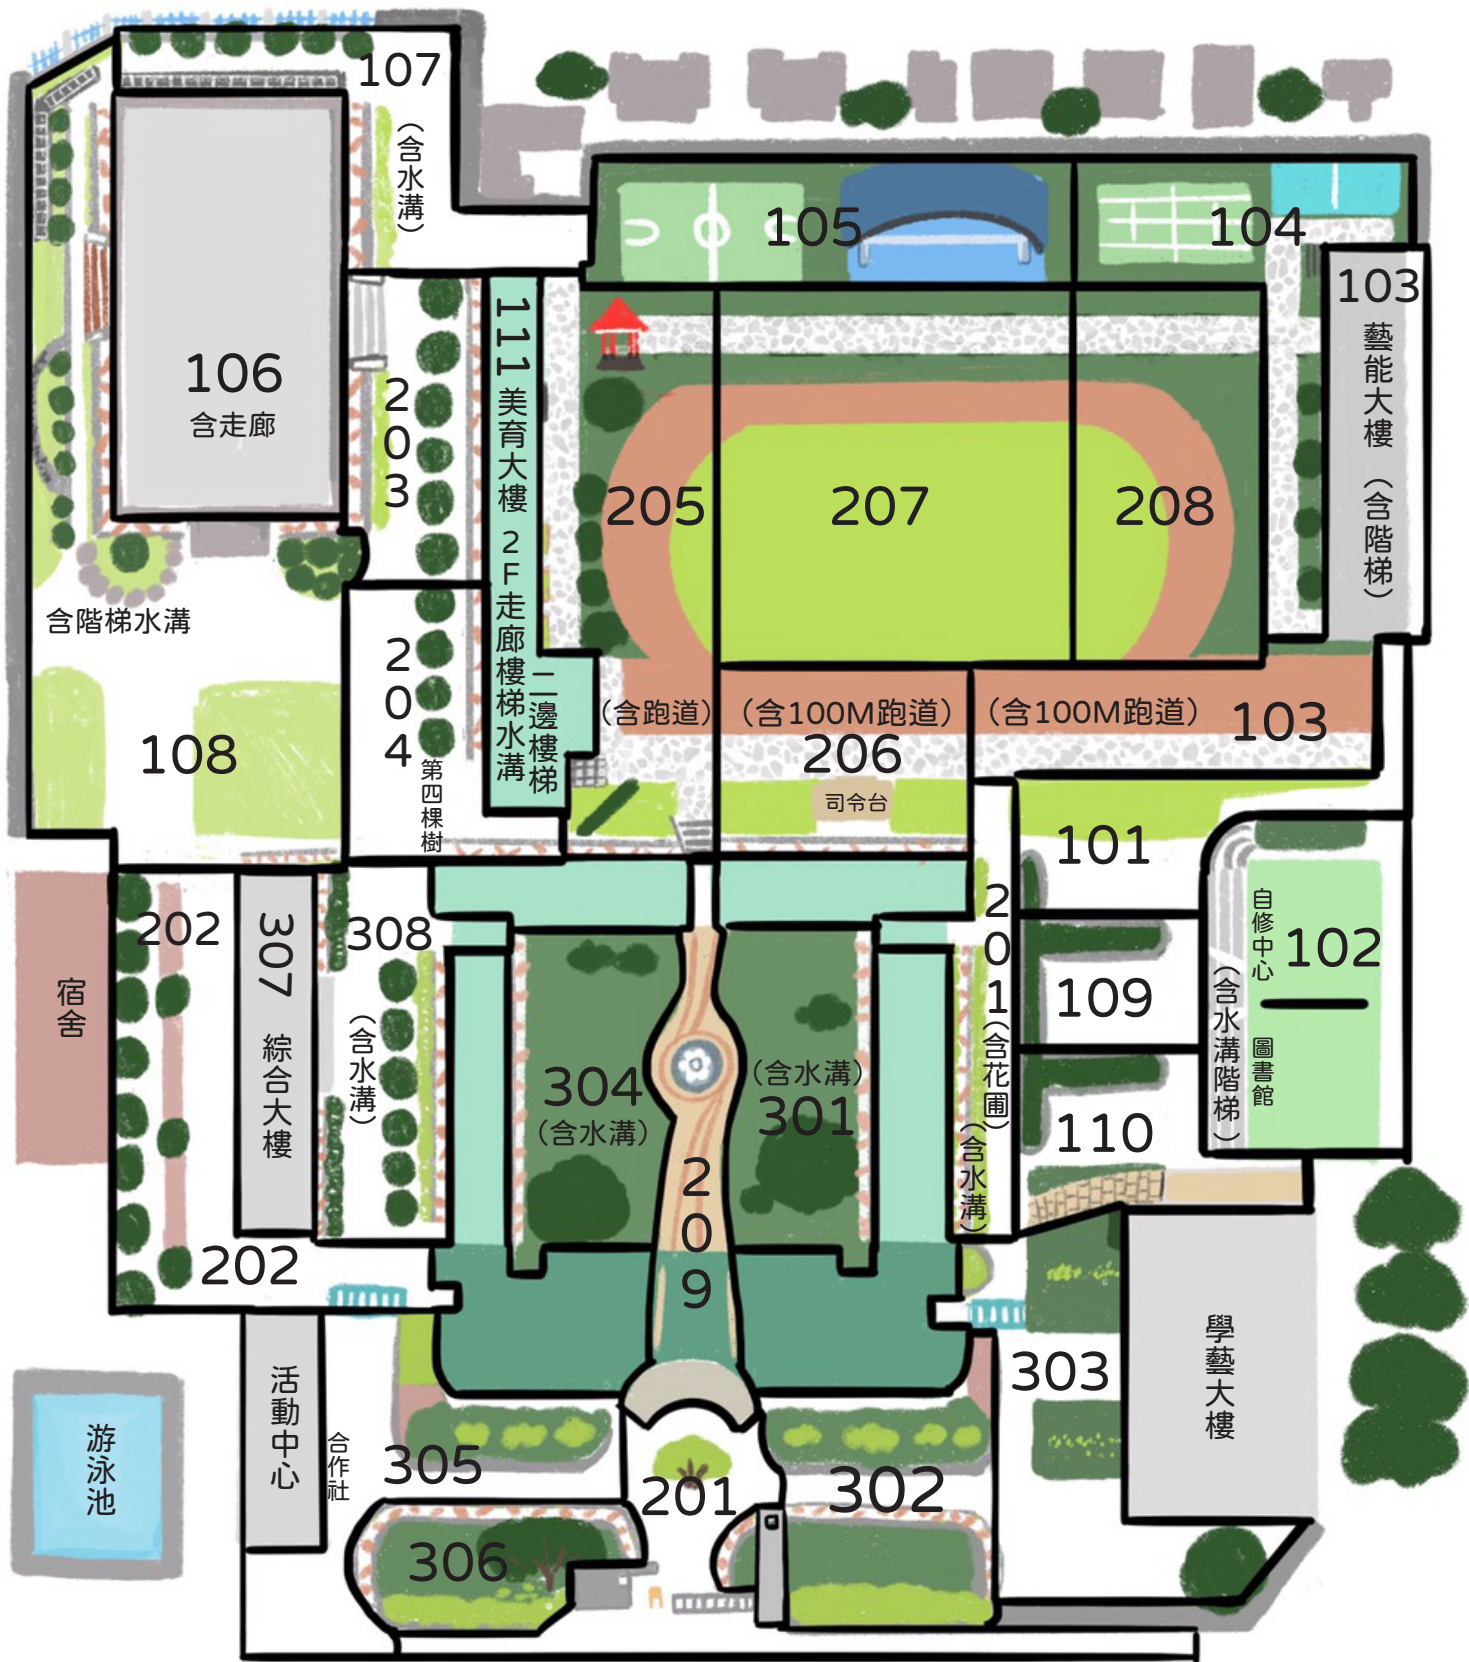 107
（含水溝）
105
104
103
藝能大樓（含階梯）
106
含走廊
203
111 美育大樓 2F走廊樓梯水溝
二邊樓梯
205
207
208
含階梯水溝
204
第四棵樹
108
（含跑道）
（含100M跑道）
206
司令台
（含100M跑道）
103
101
202
307 綜合大樓
308
（含水溝）
201（含花圃）
（含水溝）
自修中心
102
圖書館
（含水溝階梯）
109
110
宿舍
304
（含水溝）
（含水溝）
301
209
202
303
學藝大樓
活動中心
合作社
游泳池
305
201
302
306